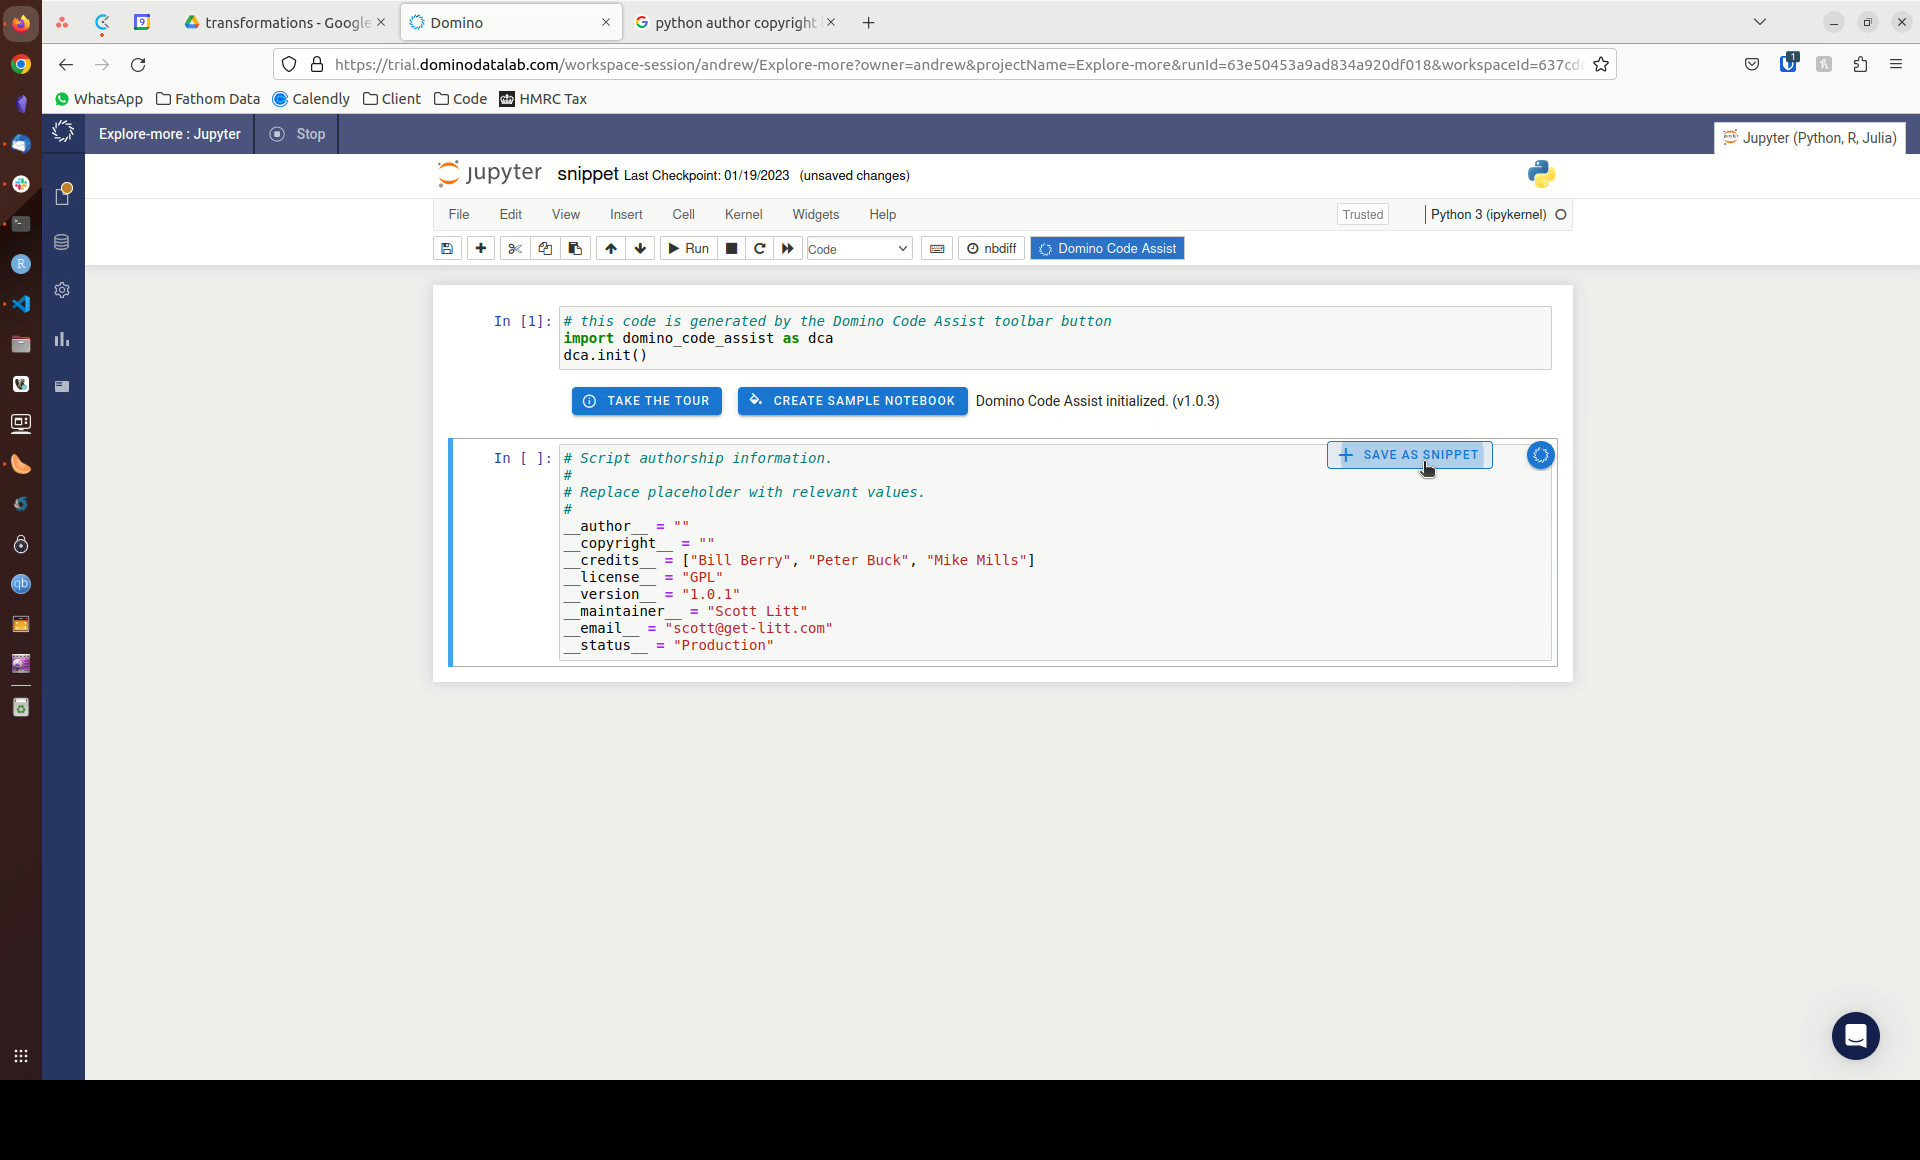 transformations - Google
Domino
python author copyright
https://trial.dominodatalab.com/workspace-session/andrew/Explore-more?owner=andrew&projectName=Explore-more&runId=63e50453a9ad834a920df018&workspaceId=637cd
WhatsApp Fathom Data Calendly Client Code HMRC Tax
Explore-more : Jupyter Stop Jupyter (Python, R, Julia)
jupyter snippet Last Checkpoint: 01/19/2023 (unsaved changes)
File Edit View Insert Cell Kernel Widgets Help Trusted Python 3 (ipykernel)
Run Code nbdiff Domino Code Assist
In [1]: # this code is generated by the Domino Code Assist toolbar button
import domino_code_assist as dca
dca.init()
TAKE THE TOUR CREATE SAMPLE NOTEBOOK Domino Code Assist initialized. (v1.0.3)
SAVE AS SNIPPET
In [ ]: # Script authorship information.
#
# Replace placeholder with relevant values.
#
__author__ = ""
__copyright__ = ""
__credits__ = ["Bill Berry", "Peter Buck", "Mike Mills"]
__license__ = "GPL"
__version__ = "1.0.1"
__maintainer__ = "Scott Litt"
__email__ = "scott@get-litt.com"
__status__ = "Production"